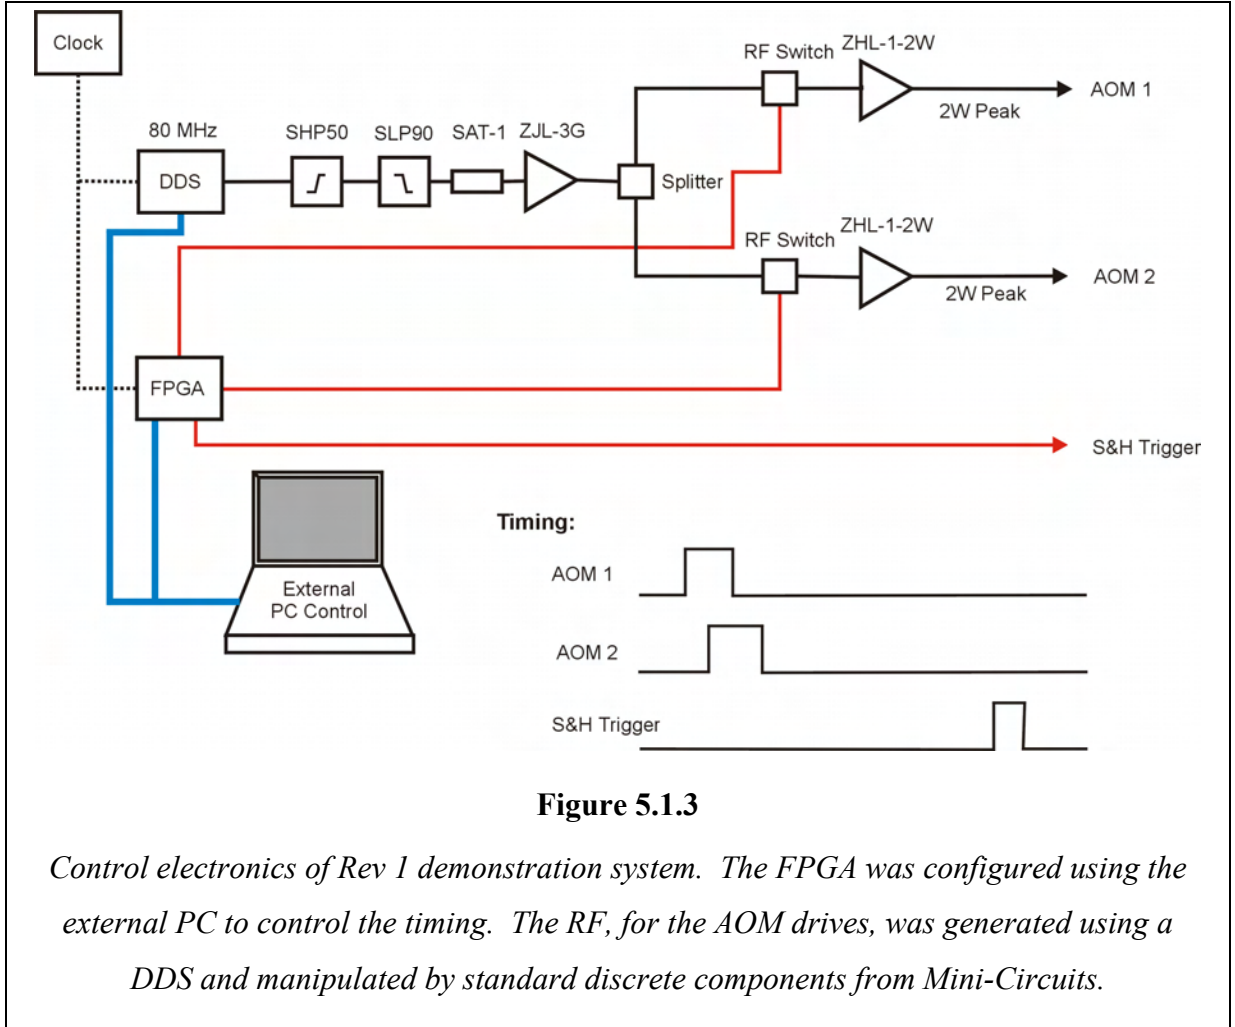 Clock
RF Switch
ZHL-1-2W
AOM 1
2W Peak
80 MHz
SHP50
SLP90
SAT-1
ZJL-3G
DDS
Splitter
RF Switch
ZHL-1-2W
AOM 2
2W Peak
FPGA
S&H Trigger
External
PC Control
Timing:
AOM 1
AOM 2
S&H Trigger
Figure 5.1.3
Control electronics of Rev 1 demonstration system. The FPGA was configured using the
external PC to control the timing. The RF, for the AOM drives, was generated using a
DDS and manipulated by standard discrete components from Mini-Circuits.